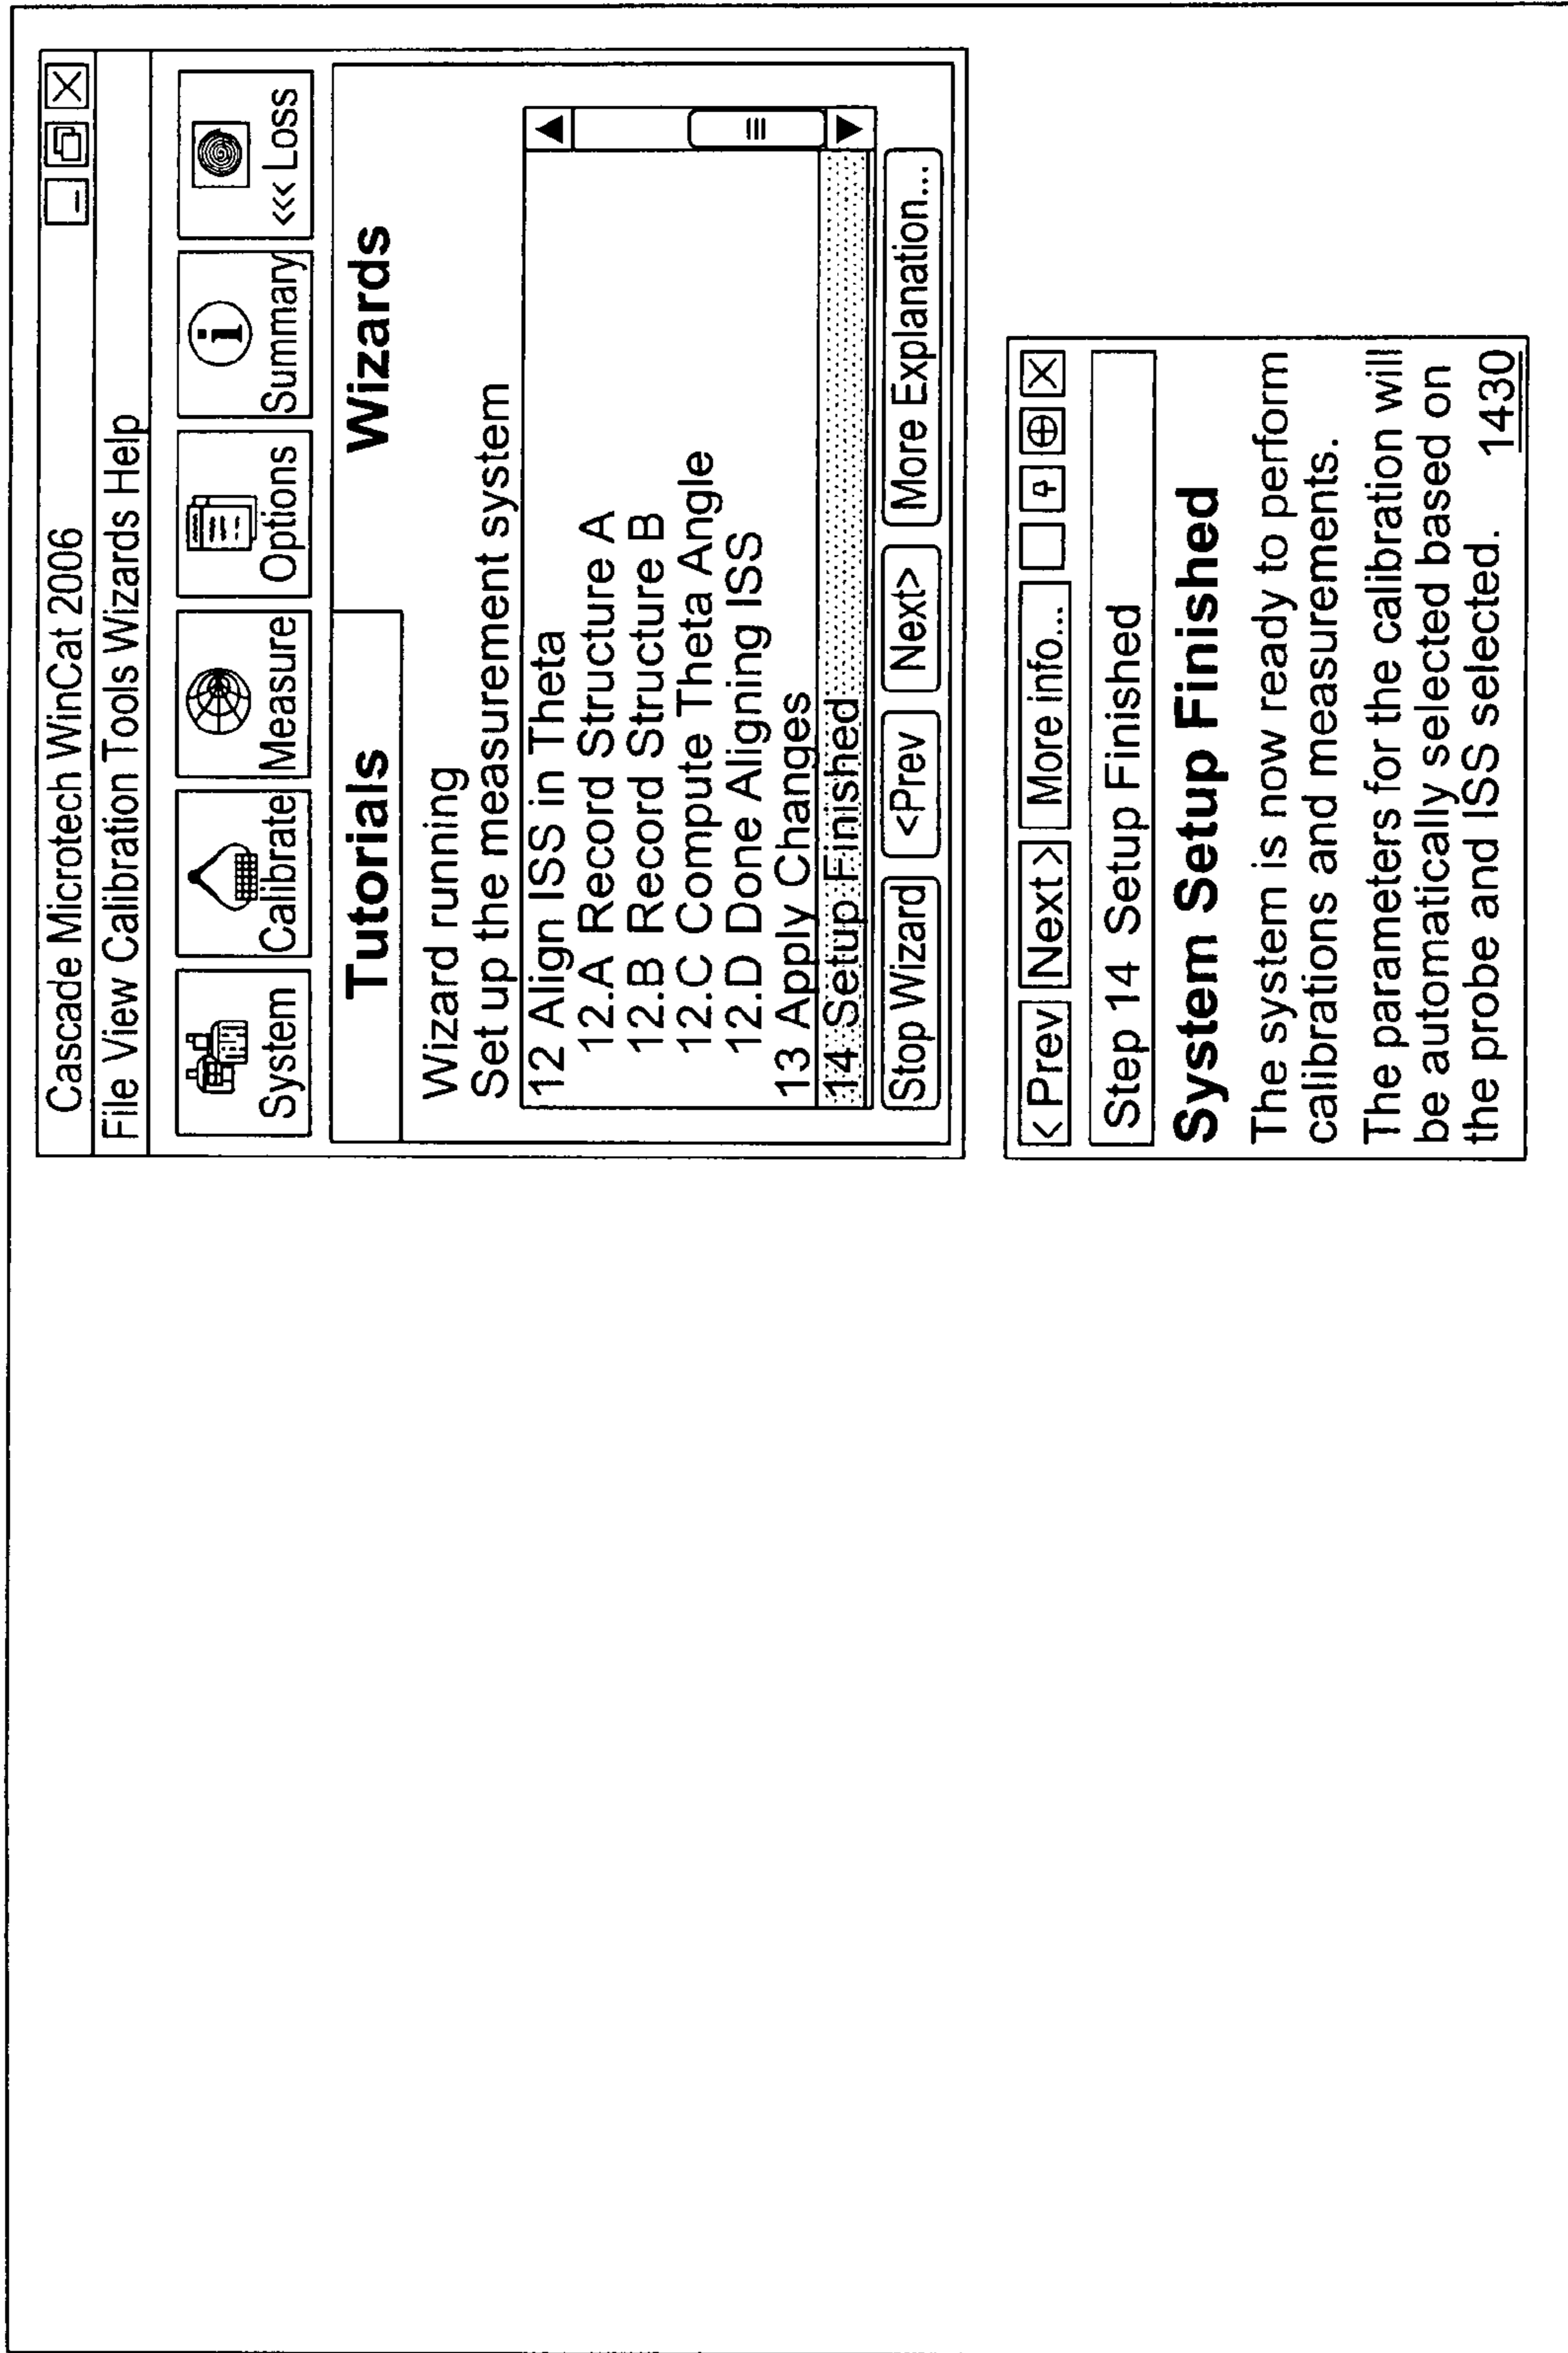 Cascade Microtech WinCat 2006
File View Calibration Tools Wizards Help
System Calibrate Measure Options Summary <<< Loss
Tutorials Wizards
Wizard running
Set up the measurement system
12 Align ISS in Theta
12.A Record Structure A
12.B Record Structure B
12.C Compute Theta Angle
12.D Done Aligning ISS
13 Apply Changes
14 Setup Finished
Stop Wizard <Prev Next> More Explanation...
< Prev Next > More info...
Step 14 Setup Finished
System Setup Finished
The system is now ready to perform
calibrations and measurements.
The parameters for the calibration will
be automatically selected based on
the probe and ISS selected. 1430